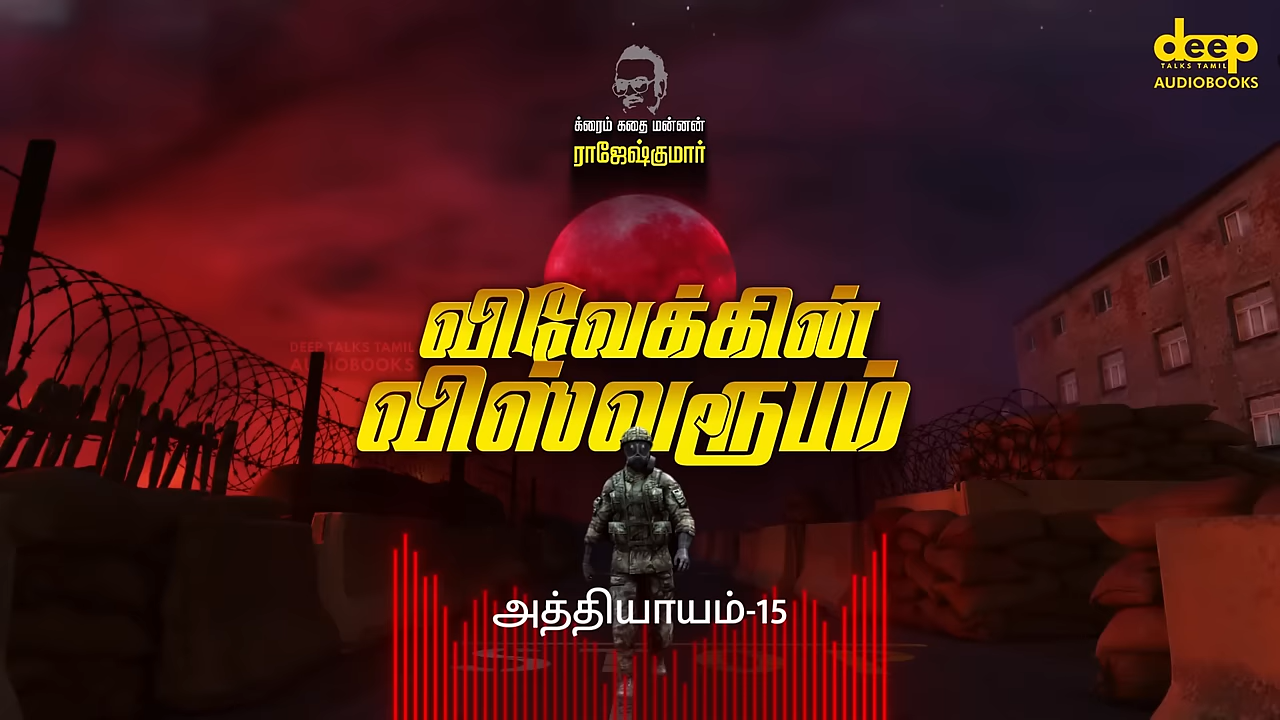 deep
TALKS TAMIL
AUDIOBOOKS
க்ரைம் கதை மன்னன்
ராஜேஷ்குமார்
விவேக்கின்
விஸ்வரூபம்
DEEP TALKS TAMIL
AUDIOBOOKS
அத்தியாயம்-15